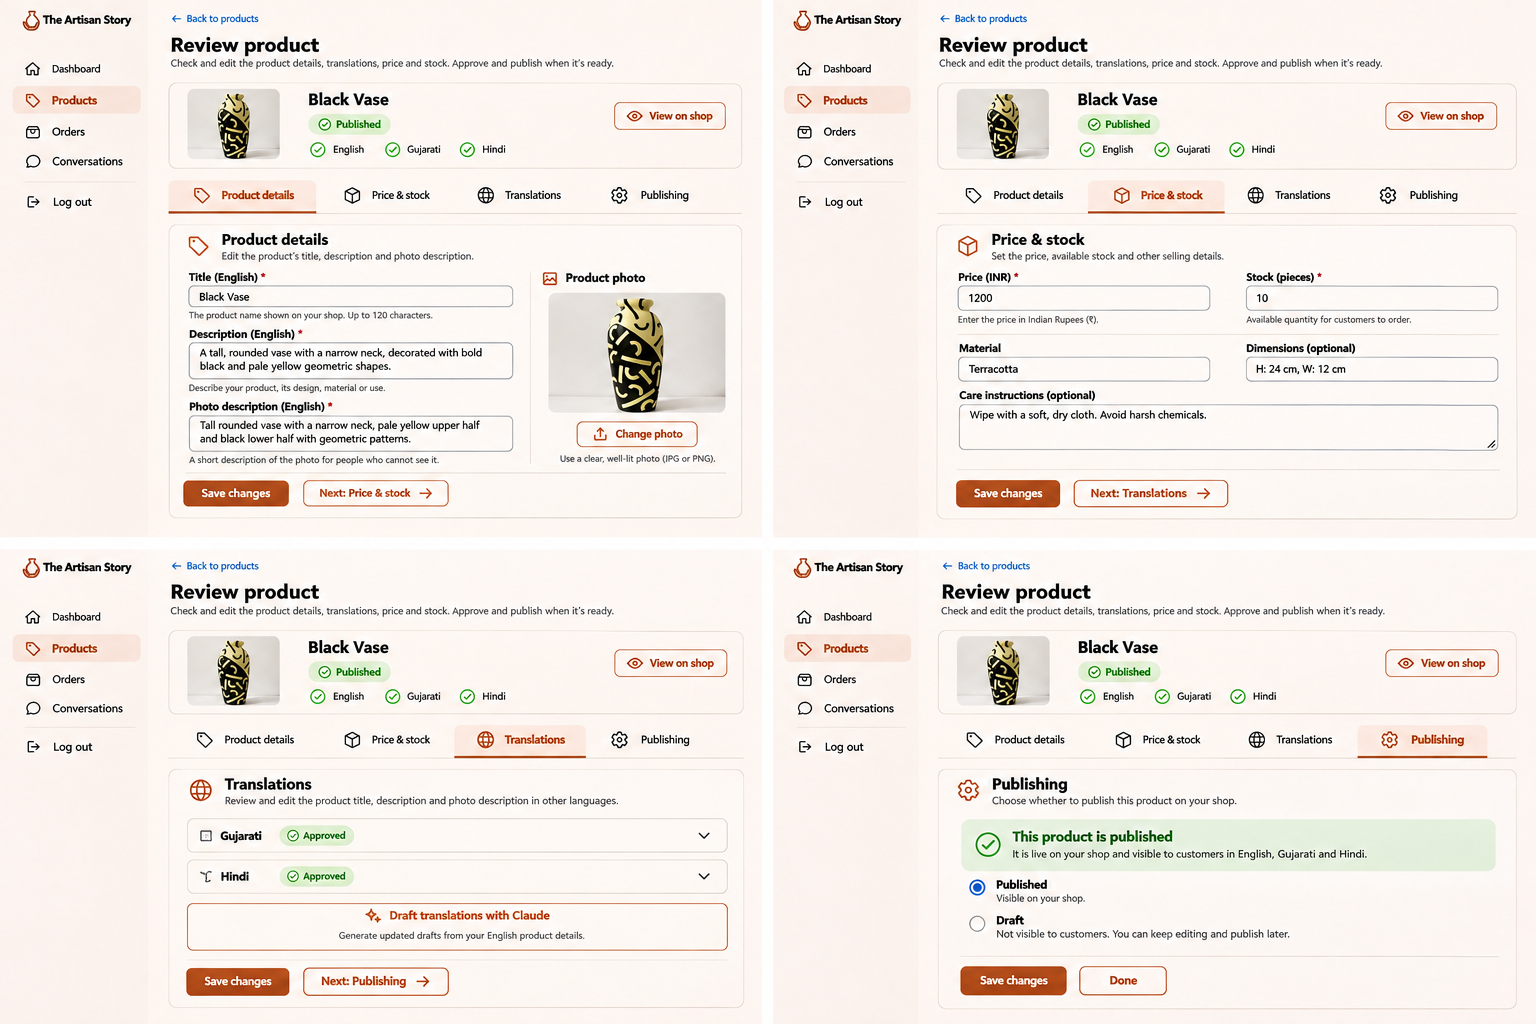 The Artisan Story
Dashboard
Products
Orders
Conversations
Log out
← Back to products
Review product
Check and edit the product details, translations, price and stock. Approve and publish when it's ready.
Black Vase
Published
English Gujarati Hindi
View on shop
Product details Price & stock Translations Publishing
Product details
Edit the product's title, description and photo description.
Title (English) *
Black Vase
The product name shown on your shop. Up to 120 characters.
Description (English) *
A tall, rounded vase with a narrow neck, decorated with bold
black and pale yellow geometric shapes.
Describe your product, its design, material or use.
Photo description (English) *
Tall rounded vase with a narrow neck, pale yellow upper half
and black lower half with geometric patterns.
A short description of the photo for people who cannot see it.
Product photo
Change photo
Use a clear, well-lit photo (JPG or PNG).
Save changes Next: Price & stock →
The Artisan Story
Dashboard
Products
Orders
Conversations
Log out
← Back to products
Review product
Check and edit the product details, translations, price and stock. Approve and publish when it's ready.
Black Vase
Published
English Gujarati Hindi
View on shop
Product details Price & stock Translations Publishing
Price & stock
Set the price, available stock and other selling details.
Price (INR) * Stock (pieces) *
1200 10
Enter the price in Indian Rupees (₹). Available quantity for customers to order.
Material Dimensions (optional)
Terracotta H: 24 cm, W: 12 cm
Care instructions (optional)
Wipe with a soft, dry cloth. Avoid harsh chemicals.
Save changes Next: Translations →
The Artisan Story
Dashboard
Products
Orders
Conversations
Log out
← Back to products
Review product
Check and edit the product details, translations, price and stock. Approve and publish when it's ready.
Black Vase
Published
English Gujarati Hindi
View on shop
Product details Price & stock Translations Publishing
Translations
Review and edit the product title, description and photo description in other languages.
Gujarati Approved
Hindi Approved
Draft translations with Claude
Generate updated drafts from your English product details.
Save changes Next: Publishing →
The Artisan Story
Dashboard
Products
Orders
Conversations
Log out
← Back to products
Review product
Check and edit the product details, translations, price and stock. Approve and publish when it's ready.
Black Vase
Published
English Gujarati Hindi
View on shop
Product details Price & stock Translations Publishing
Publishing
Choose whether to publish this product on your shop.
This product is published
It is live on your shop and visible to customers in English, Gujarati and Hindi.
Published
Visible on your shop.
Draft
Not visible to customers. You can keep editing and publish later.
Save changes Done